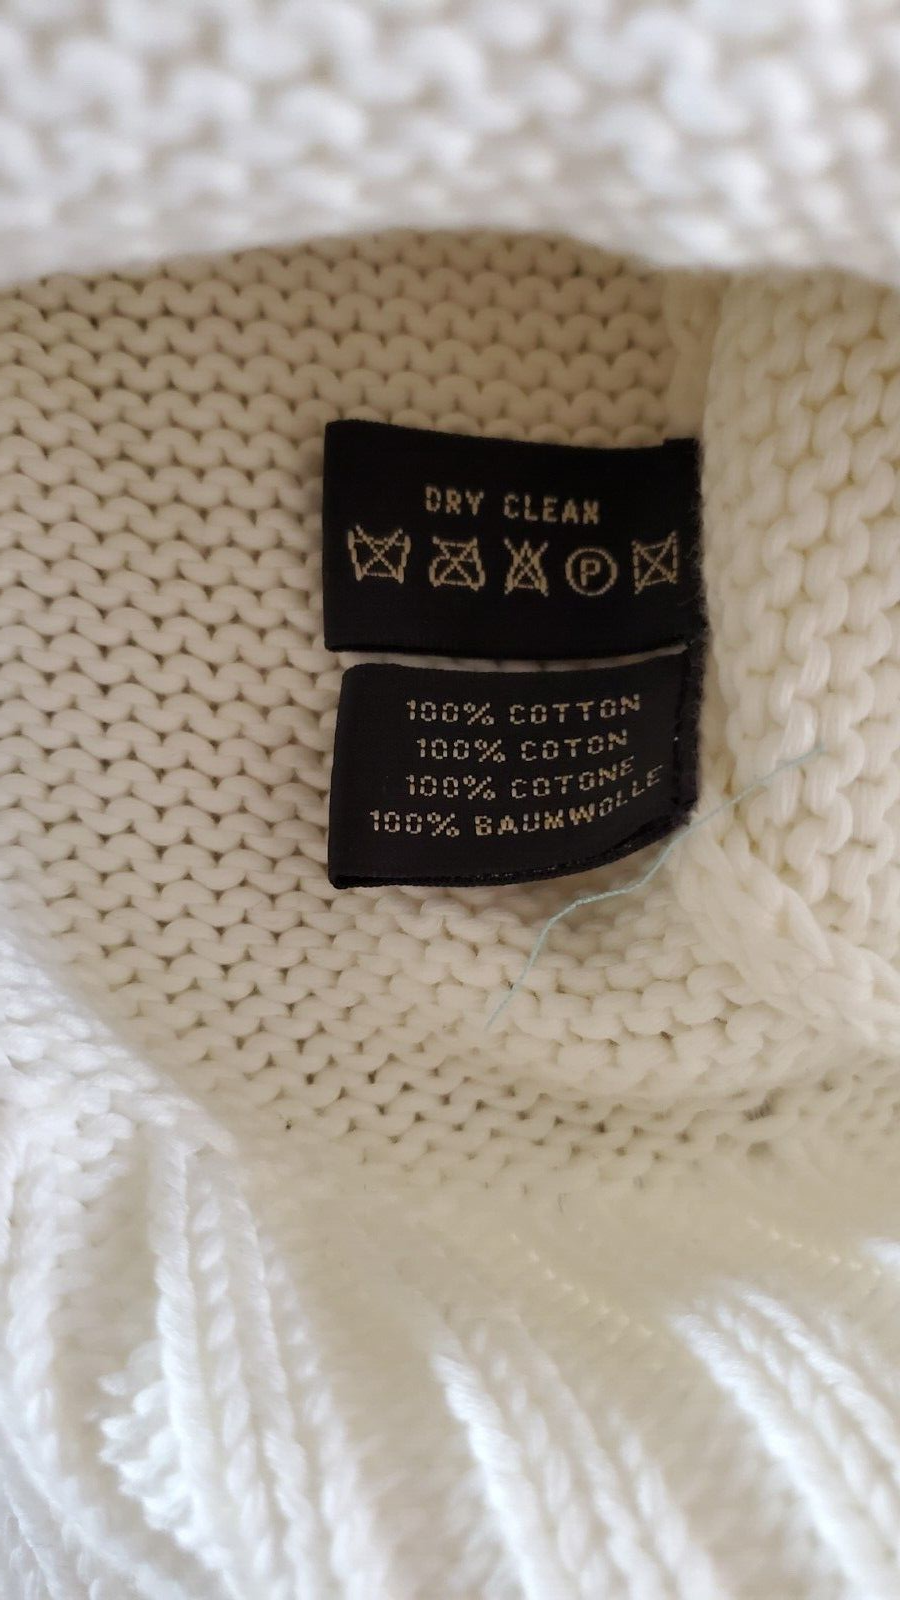 DRY CLEAN
P
100% COTTON
100% COTON
100% COTONE
100% BAUMWOLLE